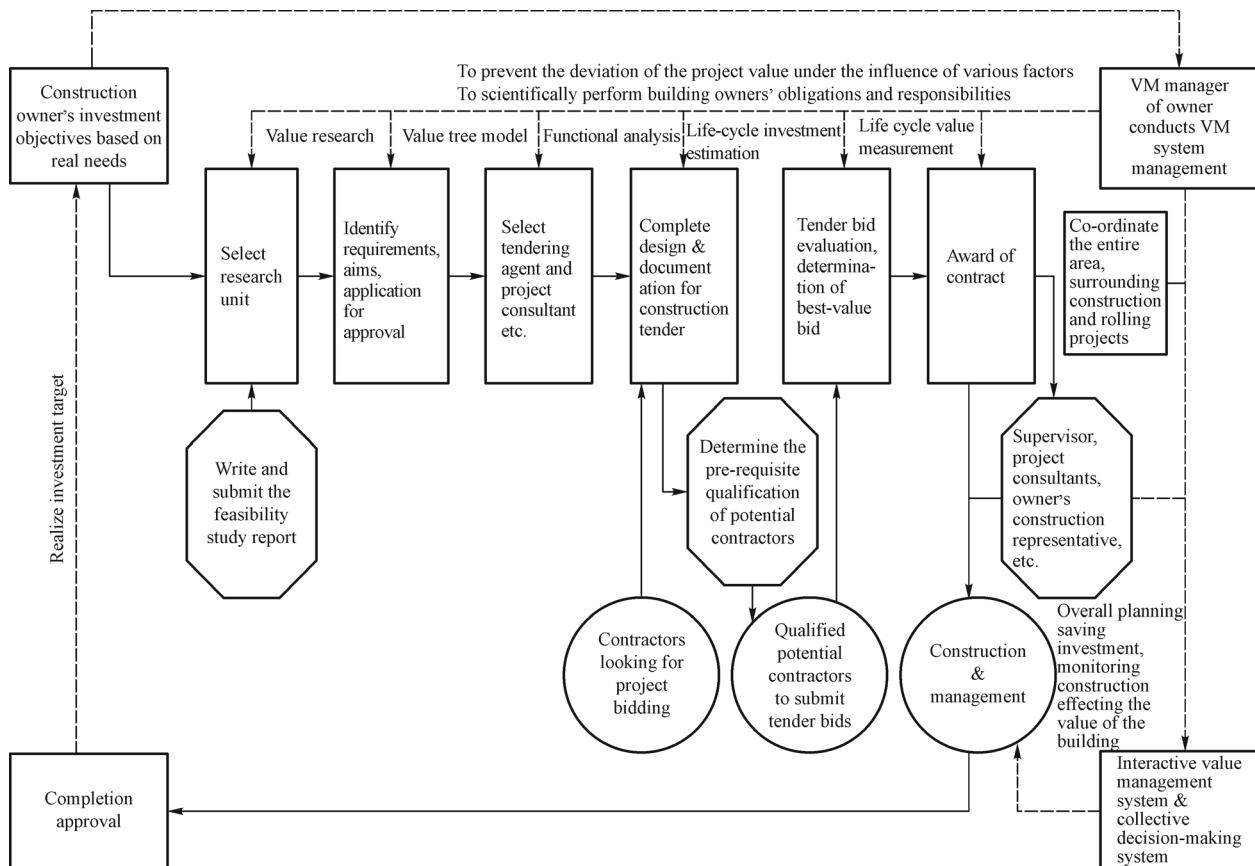 To prevent the deviation of the project value under the influence of various factors
To scientifically perform building owners' obligations and responsibilities
Construction
owner's investment
objectives based on
real needs
VM manager
of owner
conducts VM
system
management
Value research
Value tree model
Functional analysis
Life-cycle investment
estimation
Life cycle value
measurement
Select
research
unit
Identify
requirements,
aims,
application
for
approval
Select
tendering
agent and
project
consultant
etc.
Complete
design &
document
ation for
construction
tender
Tender bid
evaluation,
determina-
tion of
best-value
bid
Award of
contract
Co-ordinate
the entire
area,
surrounding
construction
and rolling
projects
Realize investment target
Write and
submit the
feasibility
study report
Determine the
pre-requisite
qualification
of potential
contractors
Supervisor,
project
consultants,
owner's
construction
representative,
etc.
Contractors
looking for
project
bidding
Qualified
potential
contractors
to submit
tender bids
Construction
&
management
Overall planning
saving
investment,
monitoring
construction
effecting the
value of the
building
Completion
approval
Interactive value
management
system &
collective
decision-making
system